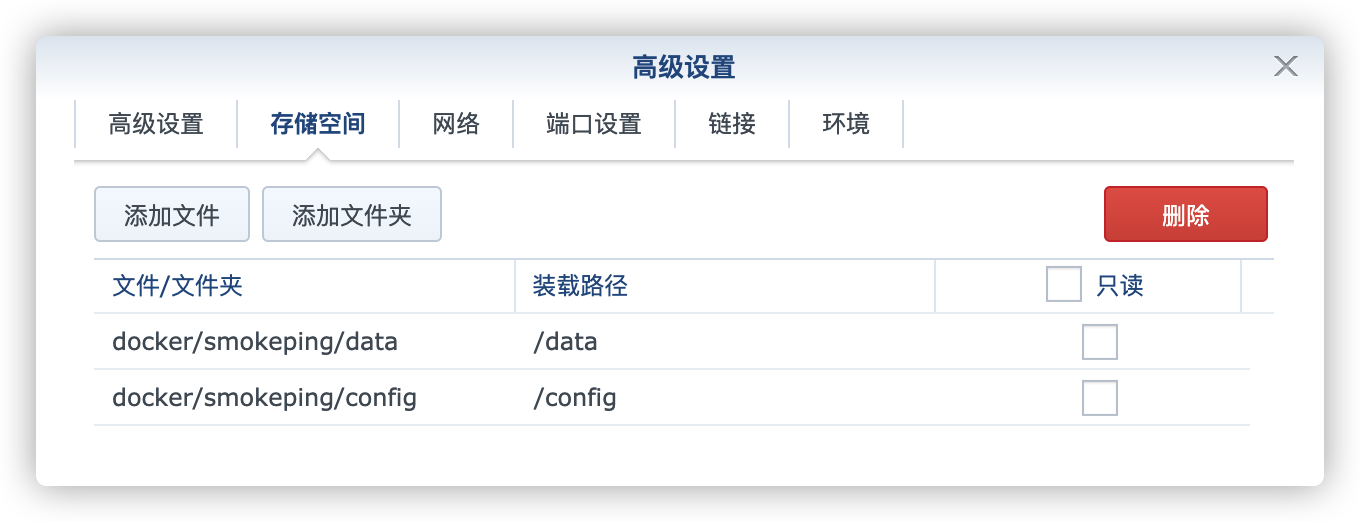 高级设置
高级设置 存储空间 网络 端口设置 链接 环境
添加文件 添加文件夹 删除
文件/文件夹 装载路径 只读
docker/smokeping/data /data
docker/smokeping/config /config